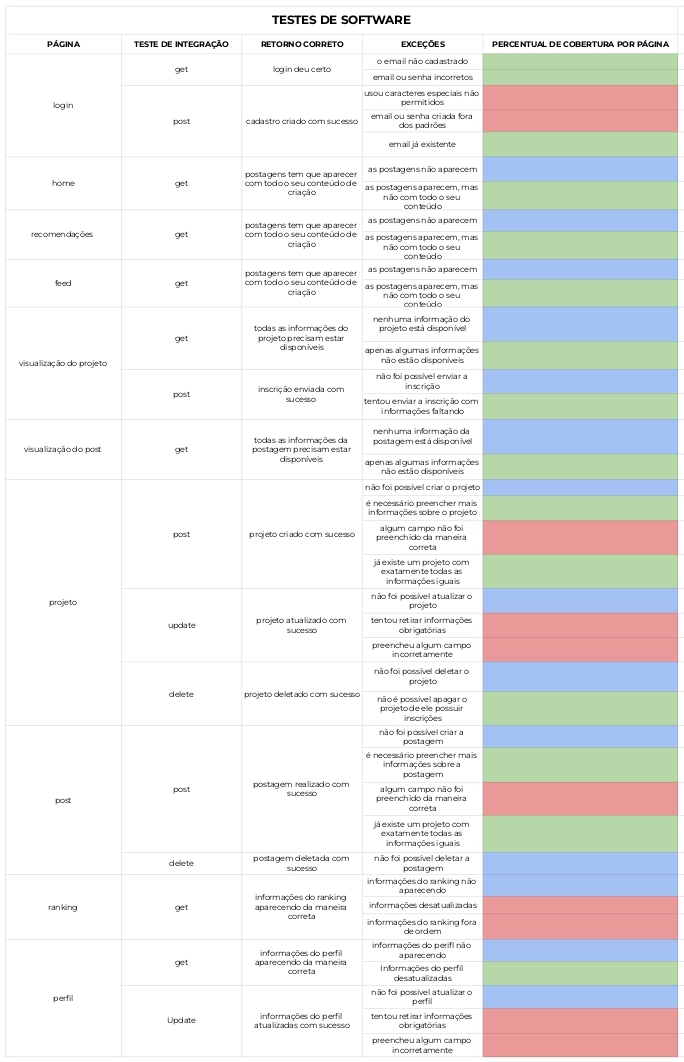 TESTES DE SOFTWARE
PÁGINA
TESTE DE INTEGRAÇÃO
RETORNO CORRETO
EXCEÇÕES
PERCENTUAL DE COBERTURA POR PÁGINA
login
get
login deu certo
o email não cadastrado
email ou senha incorretos
post
cadastro criado com sucesso
usou caracteres especiais não
permitidos
email ou senha criada fora
dos padrões
email já existente
home
get
postagens tem que aparecer
com todo o seu conteúdo de
criação
as postagens não aparecem
as postagens aparecem, mas
não com todo o seu
conteúdo
recomendações
get
postagens tem que aparecer
com todo o seu conteúdo de
criação
as postagens não aparecem
as postagens aparecem, mas
não com todo o seu
conteúdo
feed
get
postagens tem que aparecer
com todo o seu conteúdo de
criação
as postagens não aparecem
as postagens aparecem, mas
não com todo o seu
conteúdo
visualização do projeto
get
todas as informações do
projeto precisam estar
disponíveis
nenhuma informação do
projeto está disponível
apenas algumas informações
não estão disponíveis
post
inscrição enviada com
sucesso
não foi possível enviar a
inscrição
tentou enviar a inscrição com
informações faltando
visualização do post
get
todas as informações da
postagem precisam estar
disponíveis
nenhuma informação da
postagem está disponível
apenas algumas informações
não estão disponíveis
projeto
post
projeto criado com sucesso
não foi possível criar o projeto
é necessário preencher mais
informações sobre o projeto
algum campo não foi
preenchido da maneira
correta
já existe um projeto com
exatamente todas as
informações iguais
update
projeto atualizado com
sucesso
não foi possível atualizar o
projeto
tentou retirar informações
obrigatórias
preencheu algum campo
incorretamente
delete
projeto deletado com sucesso
não foi possível deletar o
projeto
não é possível apagar o
projeto de ele possuir
inscrições
post
post
postagem realizado com
sucesso
não foi possível criar a
postagem
é necessário preencher mais
informações sobre a
postagem
algum campo não foi
preenchido da maneira
correta
já existe um projeto com
exatamente todas as
informações iguais
delete
postagem deletada com
sucesso
não foi possível deletar a
postagem
ranking
get
informações do ranking
aparecendo da maneira
correta
informações do ranking não
aparecendo
informações desatualizadas
informações do ranking fora
de ordem
perfil
get
informações do perfil
aparecendo da maneira
correta
informações do perifl não
aparecendo
Informações do perfil
desatualizadas
Update
informações do perfil
atualizadas com sucesso
não foi possível atualizar o
perfil
tentou retirar informações
obrigatórias
preencheu algum campo
incorretamente